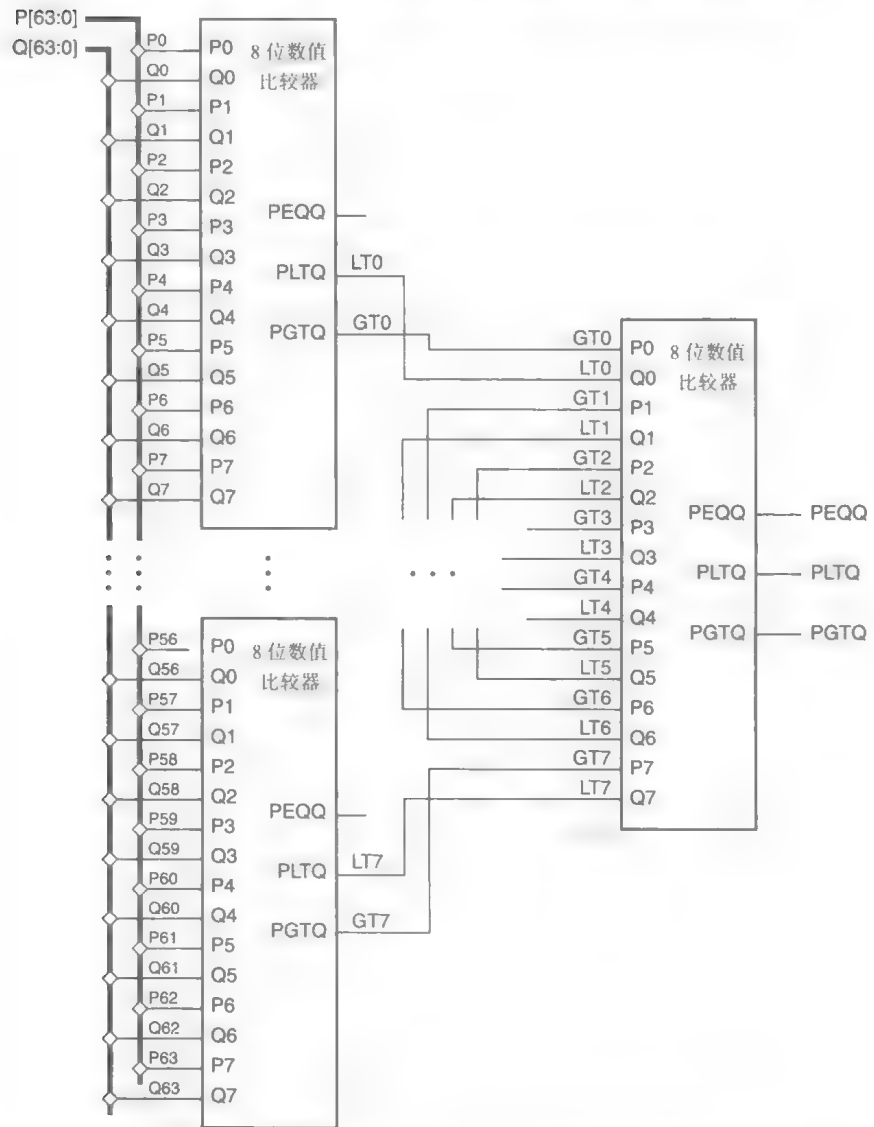 P[63:0]
Q[63:0]
P0
Q0
P1
Q1
P2
Q2
P3
Q3
P4
Q4
P5
Q5
P6
Q6
P7
Q7
P0
Q0
P1
Q1
P2
Q2
P3
Q3
P4
Q4
P5
Q5
P6
Q6
P7
Q7
8 位数值
比较器
PEQQ
PLTQ
PGTQ
LT0
GT0
GT0
LT0
GT1
LT1
GT2
LT2
GT3
LT3
GT4
LT4
GT5
LT5
GT6
LT6
GT7
LT7
P0
Q0
P1
Q1
P2
Q2
P3
Q3
P4
Q4
P5
Q5
P6
Q6
P7
Q7
8 位数值
比较器
PEQQ
PLTQ
PGTQ
PEQQ
PLTQ
PGTQ
P56
Q56
P57
Q57
P58
Q58
P59
Q59
P60
Q60
P61
Q61
P62
Q62
P63
Q63
P0
Q0
P1
Q1
P2
Q2
P3
Q3
P4
Q4
P5
Q5
P6
Q6
P7
Q7
8 位数值
比较器
PEQQ
PLTQ
PGTQ
LT7
GT7